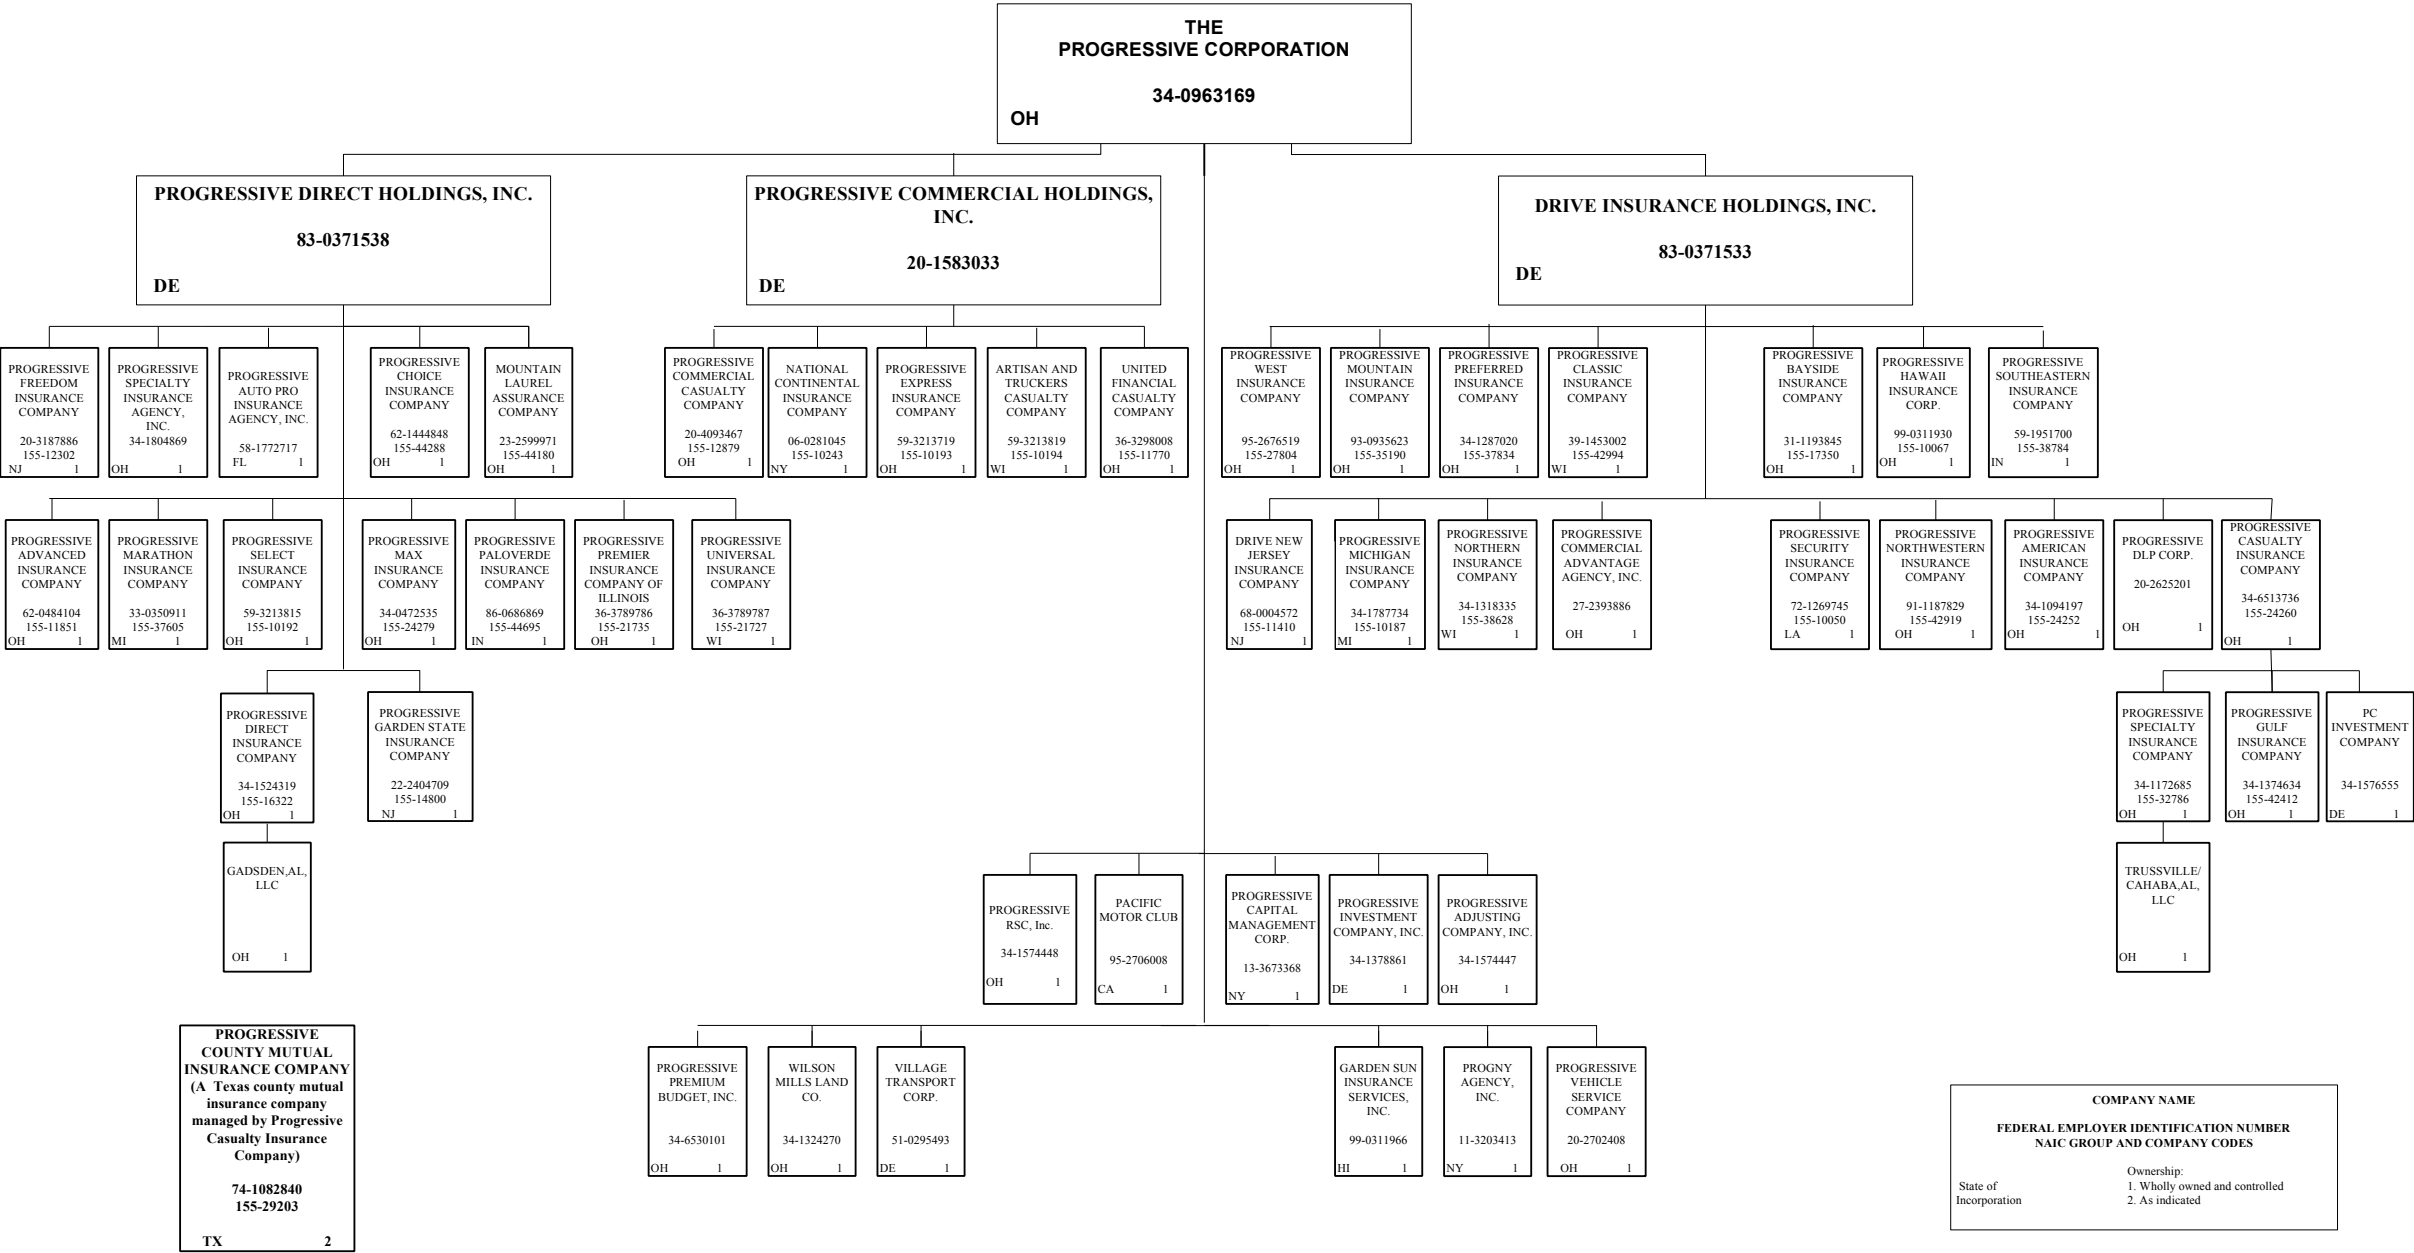 THE
PROGRESSIVE CORPORATION
34-0963169
OH
PROGRESSIVE DIRECT HOLDINGS, INC.
83-0371538
DE
PROGRESSIVE COMMERCIAL HOLDINGS,
INC.
20-1583033
DE
DRIVE INSURANCE HOLDINGS, INC.
83-0371533
DE
PROGRESSIVE
FREEDOM
INSURANCE
COMPANY
20-3187886
155-12302
NJ 1
PROGRESSIVE
SPECIALTY
INSURANCE
AGENCY,
INC.
34-1804869
OH 1
PROGRESSIVE
AUTO PRO
INSURANCE
AGENCY, INC.
58-1772717
FL 1
PROGRESSIVE
CHOICE
INSURANCE
COMPANY
62-1444848
155-44288
OH 1
MOUNTAIN
LAUREL
ASSURANCE
COMPANY
23-2599971
155-44180
OH 1
PROGRESSIVE
COMMERCIAL
CASUALTY
COMPANY
20-4093467
155-12879
OH 1
NATIONAL
CONTINENTAL
INSURANCE
COMPANY
06-0281045
155-10243
NY 1
PROGRESSIVE
EXPRESS
INSURANCE
COMPANY
59-3213719
155-10193
OH 1
ARTISAN AND
TRUCKERS
CASUALTY
COMPANY
59-3213819
155-10194
WI 1
UNITED
FINANCIAL
CASUALTY
COMPANY
36-3298008
155-11770
OH 1
PROGRESSIVE
WEST
INSURANCE
COMPANY
95-2676519
155-27804
OH 1
PROGRESSIVE
MOUNTAIN
INSURANCE
COMPANY
93-0935623
155-35190
OH 1
PROGRESSIVE
PREFERRED
INSURANCE
COMPANY
34-1287020
155-37834
OH 1
PROGRESSIVE
CLASSIC
INSURANCE
COMPANY
39-1453002
155-42994
WI 1
PROGRESSIVE
BAYSIDE
INSURANCE
COMPANY
31-1193845
155-17350
OH 1
PROGRESSIVE
HAWAII
INSURANCE
CORP.
99-0311930
155-10067
OH 1
PROGRESSIVE
SOUTHEASTERN
INSURANCE
COMPANY
59-1951700
155-38784
IN 1
PROGRESSIVE
ADVANCED
INSURANCE
COMPANY
62-0484104
155-11851
OH 1
PROGRESSIVE
MARATHON
INSURANCE
COMPANY
33-0350911
155-37605
MI 1
PROGRESSIVE
SELECT
INSURANCE
COMPANY
59-3213815
155-10192
OH 1
PROGRESSIVE
MAX
INSURANCE
COMPANY
34-0472535
155-24279
OH 1
PROGRESSIVE
PALOVERDE
INSURANCE
COMPANY
86-0686869
155-44695
IN 1
PROGRESSIVE
PREMIER
INSURANCE
COMPANY OF
ILLINOIS
36-3789786
155-21735
OH 1
PROGRESSIVE
UNIVERSAL
INSURANCE
COMPANY
36-3789787
155-21727
WI 1
DRIVE NEW
JERSEY
INSURANCE
COMPANY
68-0004572
155-11410
NJ 1
PROGRESSIVE
MICHIGAN
INSURANCE
COMPANY
34-1787734
155-10187
MI 1
PROGRESSIVE
NORTHERN
INSURANCE
COMPANY
34-1318335
155-38628
WI 1
PROGRESSIVE
COMMERCIAL
ADVANTAGE
AGENCY, INC.
27-2393886
OH 1
PROGRESSIVE
SECURITY
INSURANCE
COMPANY
72-1269745
155-10050
LA 1
PROGRESSIVE
NORTHWESTERN
INSURANCE
COMPANY
91-1187829
155-42919
OH 1
PROGRESSIVE
AMERICAN
INSURANCE
COMPANY
34-1094197
155-24252
OH 1
PROGRESSIVE
DLP CORP.
20-2625201
OH 1
PROGRESSIVE
CASUALTY
INSURANCE
COMPANY
34-6513736
155-24260
OH 1
PROGRESSIVE
DIRECT
INSURANCE
COMPANY
34-1524319
155-16322
OH 1
PROGRESSIVE
GARDEN STATE
INSURANCE
COMPANY
22-2404709
155-14800
NJ 1
PROGRESSIVE
SPECIALTY
INSURANCE
COMPANY
34-1172685
155-32786
OH 1
PROGRESSIVE
GULF
INSURANCE
COMPANY
34-1374634
155-42412
OH 1
PC
INVESTMENT
COMPANY
34-1576555
DE 1
GADSDEN,AL,
LLC
OH 1
TRUSSVILLE/
CAHABA,AL,
LLC
OH 1
PROGRESSIVE
RSC, Inc.
34-1574448
OH 1
PACIFIC
MOTOR CLUB
95-2706008
CA 1
PROGRESSIVE
CAPITAL
MANAGEMENT
CORP.
13-3673368
NY 1
PROGRESSIVE
INVESTMENT
COMPANY, INC.
34-1378861
DE 1
PROGRESSIVE
ADJUSTING
COMPANY, INC.
34-1574447
OH 1
PROGRESSIVE
COUNTY MUTUAL
INSURANCE COMPANY
(A Texas county mutual
insurance company
managed by Progressive
Casualty Insurance
Company)
74-1082840
155-29203
TX 2
PROGRESSIVE
PREMIUM
BUDGET, INC.
34-6530101
OH 1
WILSON
MILLS LAND
CO.
34-1324270
OH 1
VILLAGE
TRANSPORT
CORP.
51-0295493
DE 1
GARDEN SUN
INSURANCE
SERVICES,
INC.
99-0311966
HI 1
PROGNY
AGENCY,
INC.
11-3203413
NY 1
PROGRESSIVE
VEHICLE
SERVICE
COMPANY
20-2702408
OH 1
COMPANY NAME
FEDERAL EMPLOYER IDENTIFICATION NUMBER
NAIC GROUP AND COMPANY CODES
Ownership:
State of 1. Wholly owned and controlled
Incorporation 2. As indicated